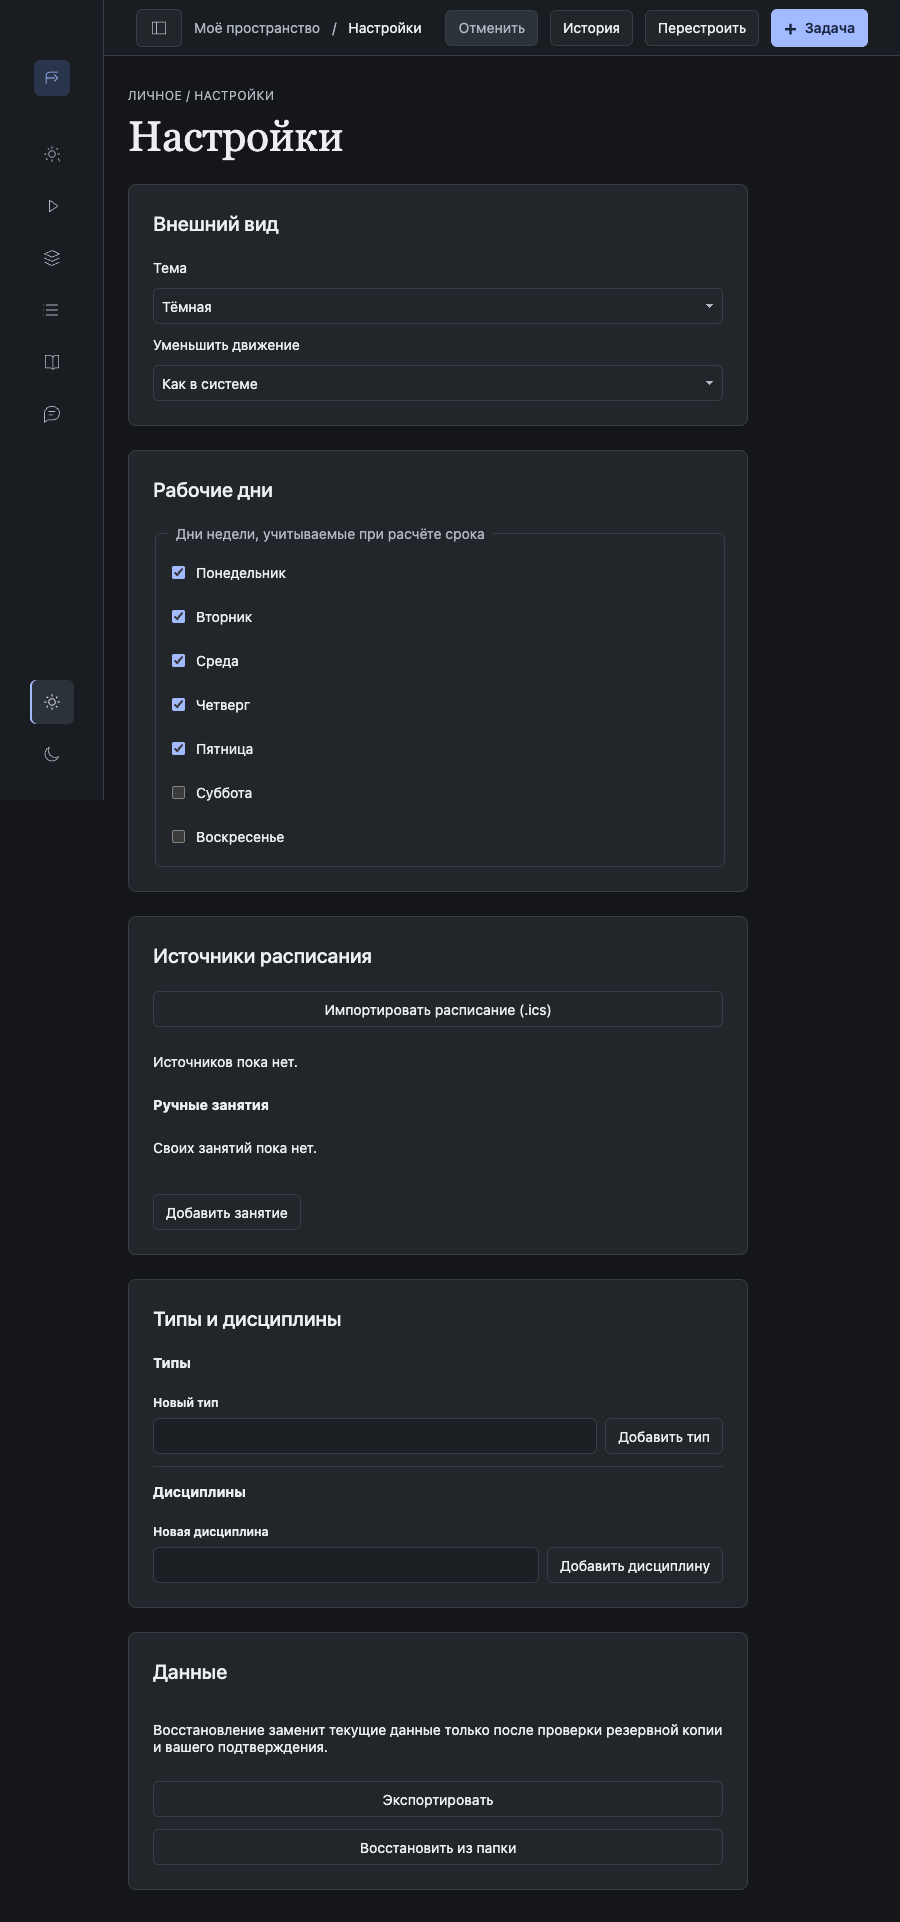 Моё пространство / Настройки
Отменить
История
Перестроить
+ Задача
ЛИЧНОЕ / НАСТРОЙКИ
Настройки
Внешний вид
Тема
Тёмная
Уменьшить движение
Как в системе
Рабочие дни
Дни недели, учитываемые при расчёте срока
Понедельник
Вторник
Среда
Четверг
Пятница
Суббота
Воскресенье
Источники расписания
Импортировать расписание (.ics)
Источников пока нет.
Ручные занятия
Своих занятий пока нет.
Добавить занятие
Типы и дисциплины
Типы
Новый тип
Добавить тип
Дисциплины
Новая дисциплина
Добавить дисциплину
Данные
Восстановление заменит текущие данные только после проверки резервной копии
и вашего подтверждения.
Экспортировать
Восстановить из папки